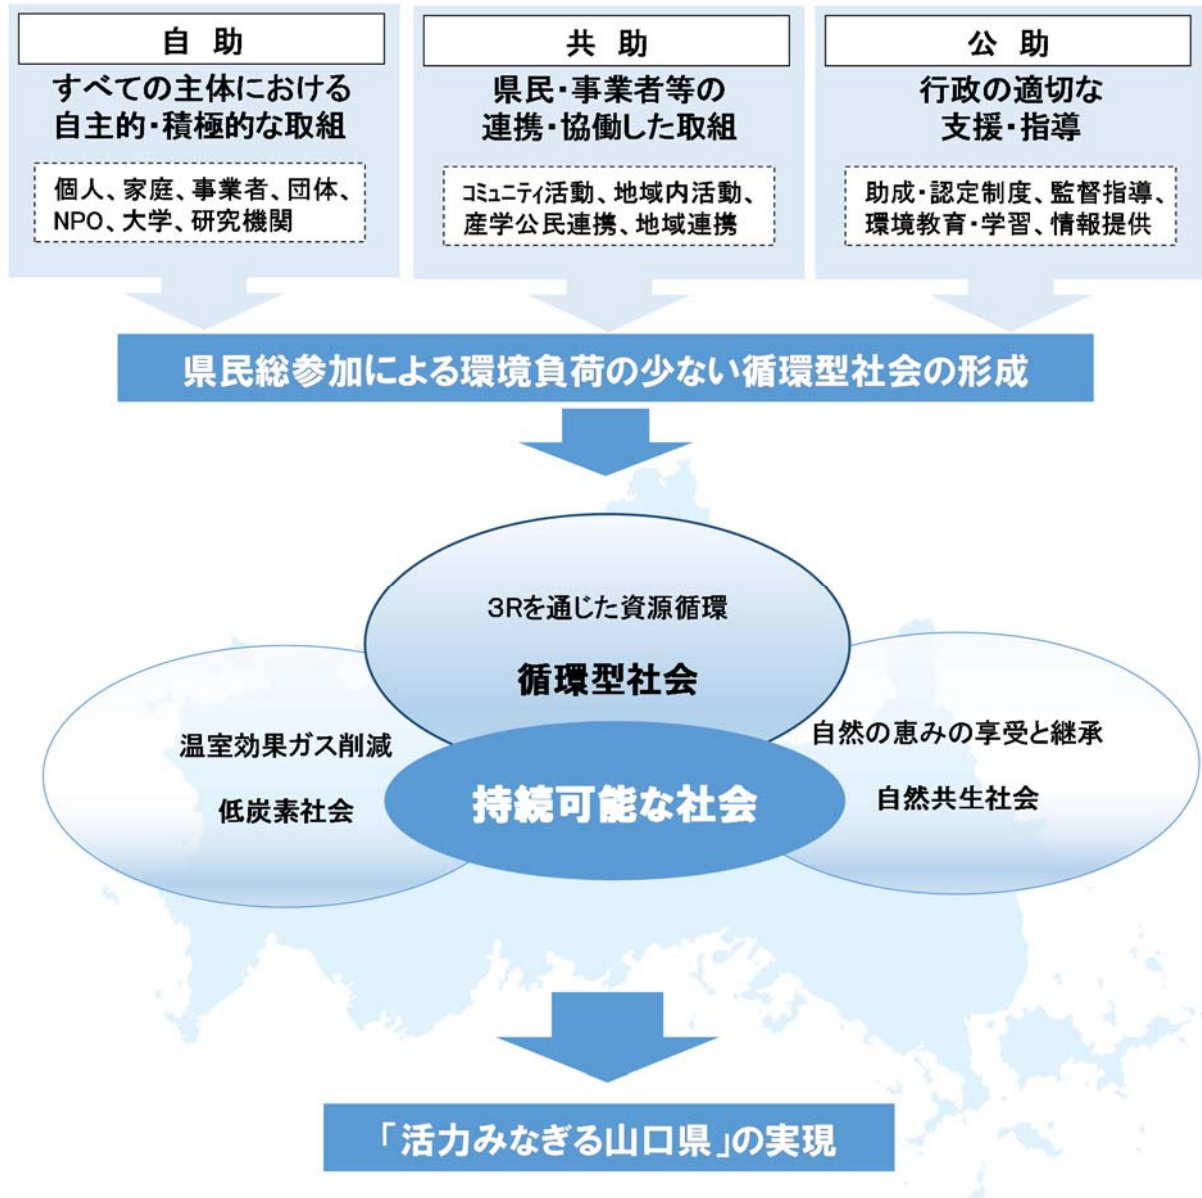 自 助
すべての主体における
自主的・積極的な取組
個人、家庭、事業者、団体、
NPO、大学、研究機関
共 助
県民・事業者等の
連携・協働した取組
コミュニティ活動、地域内活動、
産学公民連携、地域連携
公 助
行政の適切な
支援・指導
助成・認定制度、監督指導、
環境教育・学習、情報提供
県民総参加による環境負荷の少ない循環型社会の形成
3Rを通じた資源循環
循環型社会
温室効果ガス削減
低炭素社会
自然の恵みの享受と継承
自然共生社会
持続可能な社会
「活力みなぎる山口県」の実現